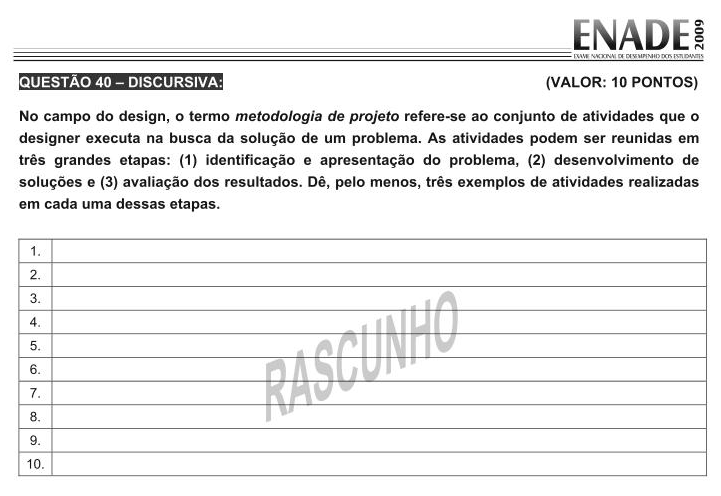 ENADE 2009
EXAME NACIONAL DE DESEMPENHO DOS ESTUDANTES
QUESTÃO 40 – DISCURSIVA:
(VALOR: 10 PONTOS)
No campo do design, o termo metodologia de projeto refere-se ao conjunto de atividades que o
designer executa na busca da solução de um problema. As atividades podem ser reunidas em
três grandes etapas: (1) identificação e apresentação do problema, (2) desenvolvimento de
soluções e (3) avaliação dos resultados. Dê, pelo menos, três exemplos de atividades realizadas
em cada uma dessas etapas.
1.
2.
3.
4.
5.
6.
7.
8.
9.
10.
RASCUNHO